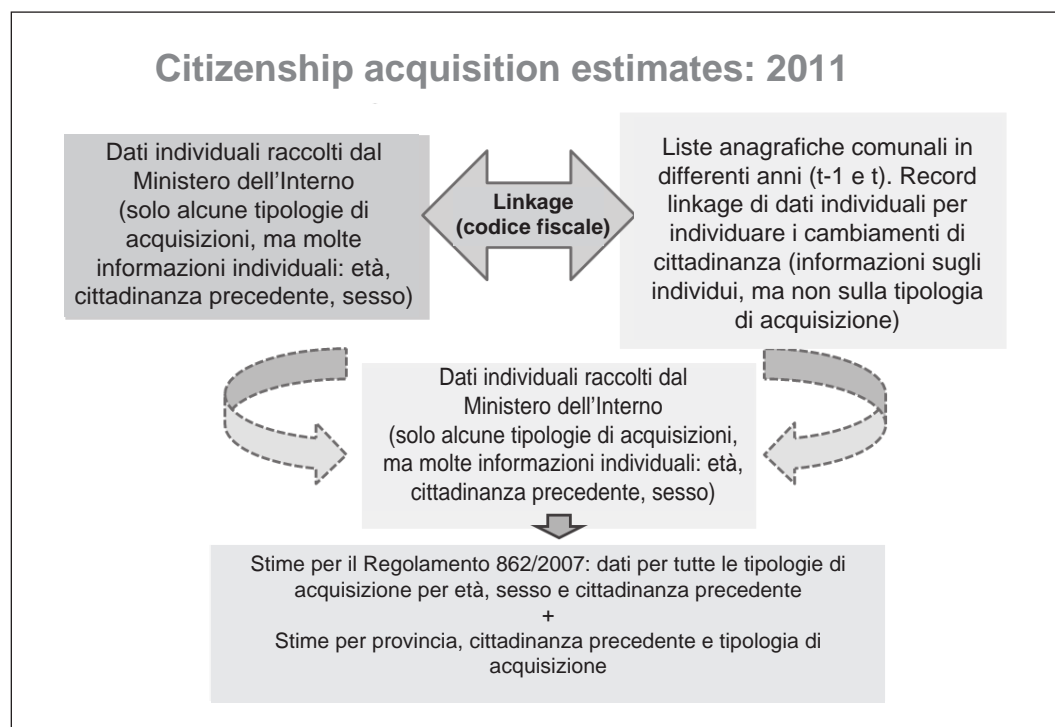 Citizenship acquisition estimates: 2011
Dati individuali raccolti dal
Ministero dell’Interno
(solo alcune tipologie di
acquisizioni, ma molte
informazioni individuali: età,
cittadinanza precedente, sesso)
Linkage
(codice fiscale)
Liste anagrafiche comunali in
differenti anni (t-1 e t). Record
linkage di dati individuali per
individuare i cambiamenti di
cittadinanza (informazioni sugli
individui, ma non sulla tipologia
di acquisizione)
Dati individuali raccolti dal
Ministero dell’Interno
(solo alcune tipologie di acquisizioni,
ma molte informazioni individuali: età,
cittadinanza precedente, sesso)
Stime per il Regolamento 862/2007: dati per tutte le tipologie di
acquisizione per età, sesso e cittadinanza precedente
+
Stime per provincia, cittadinanza precedente e tipologia di
acquisizione